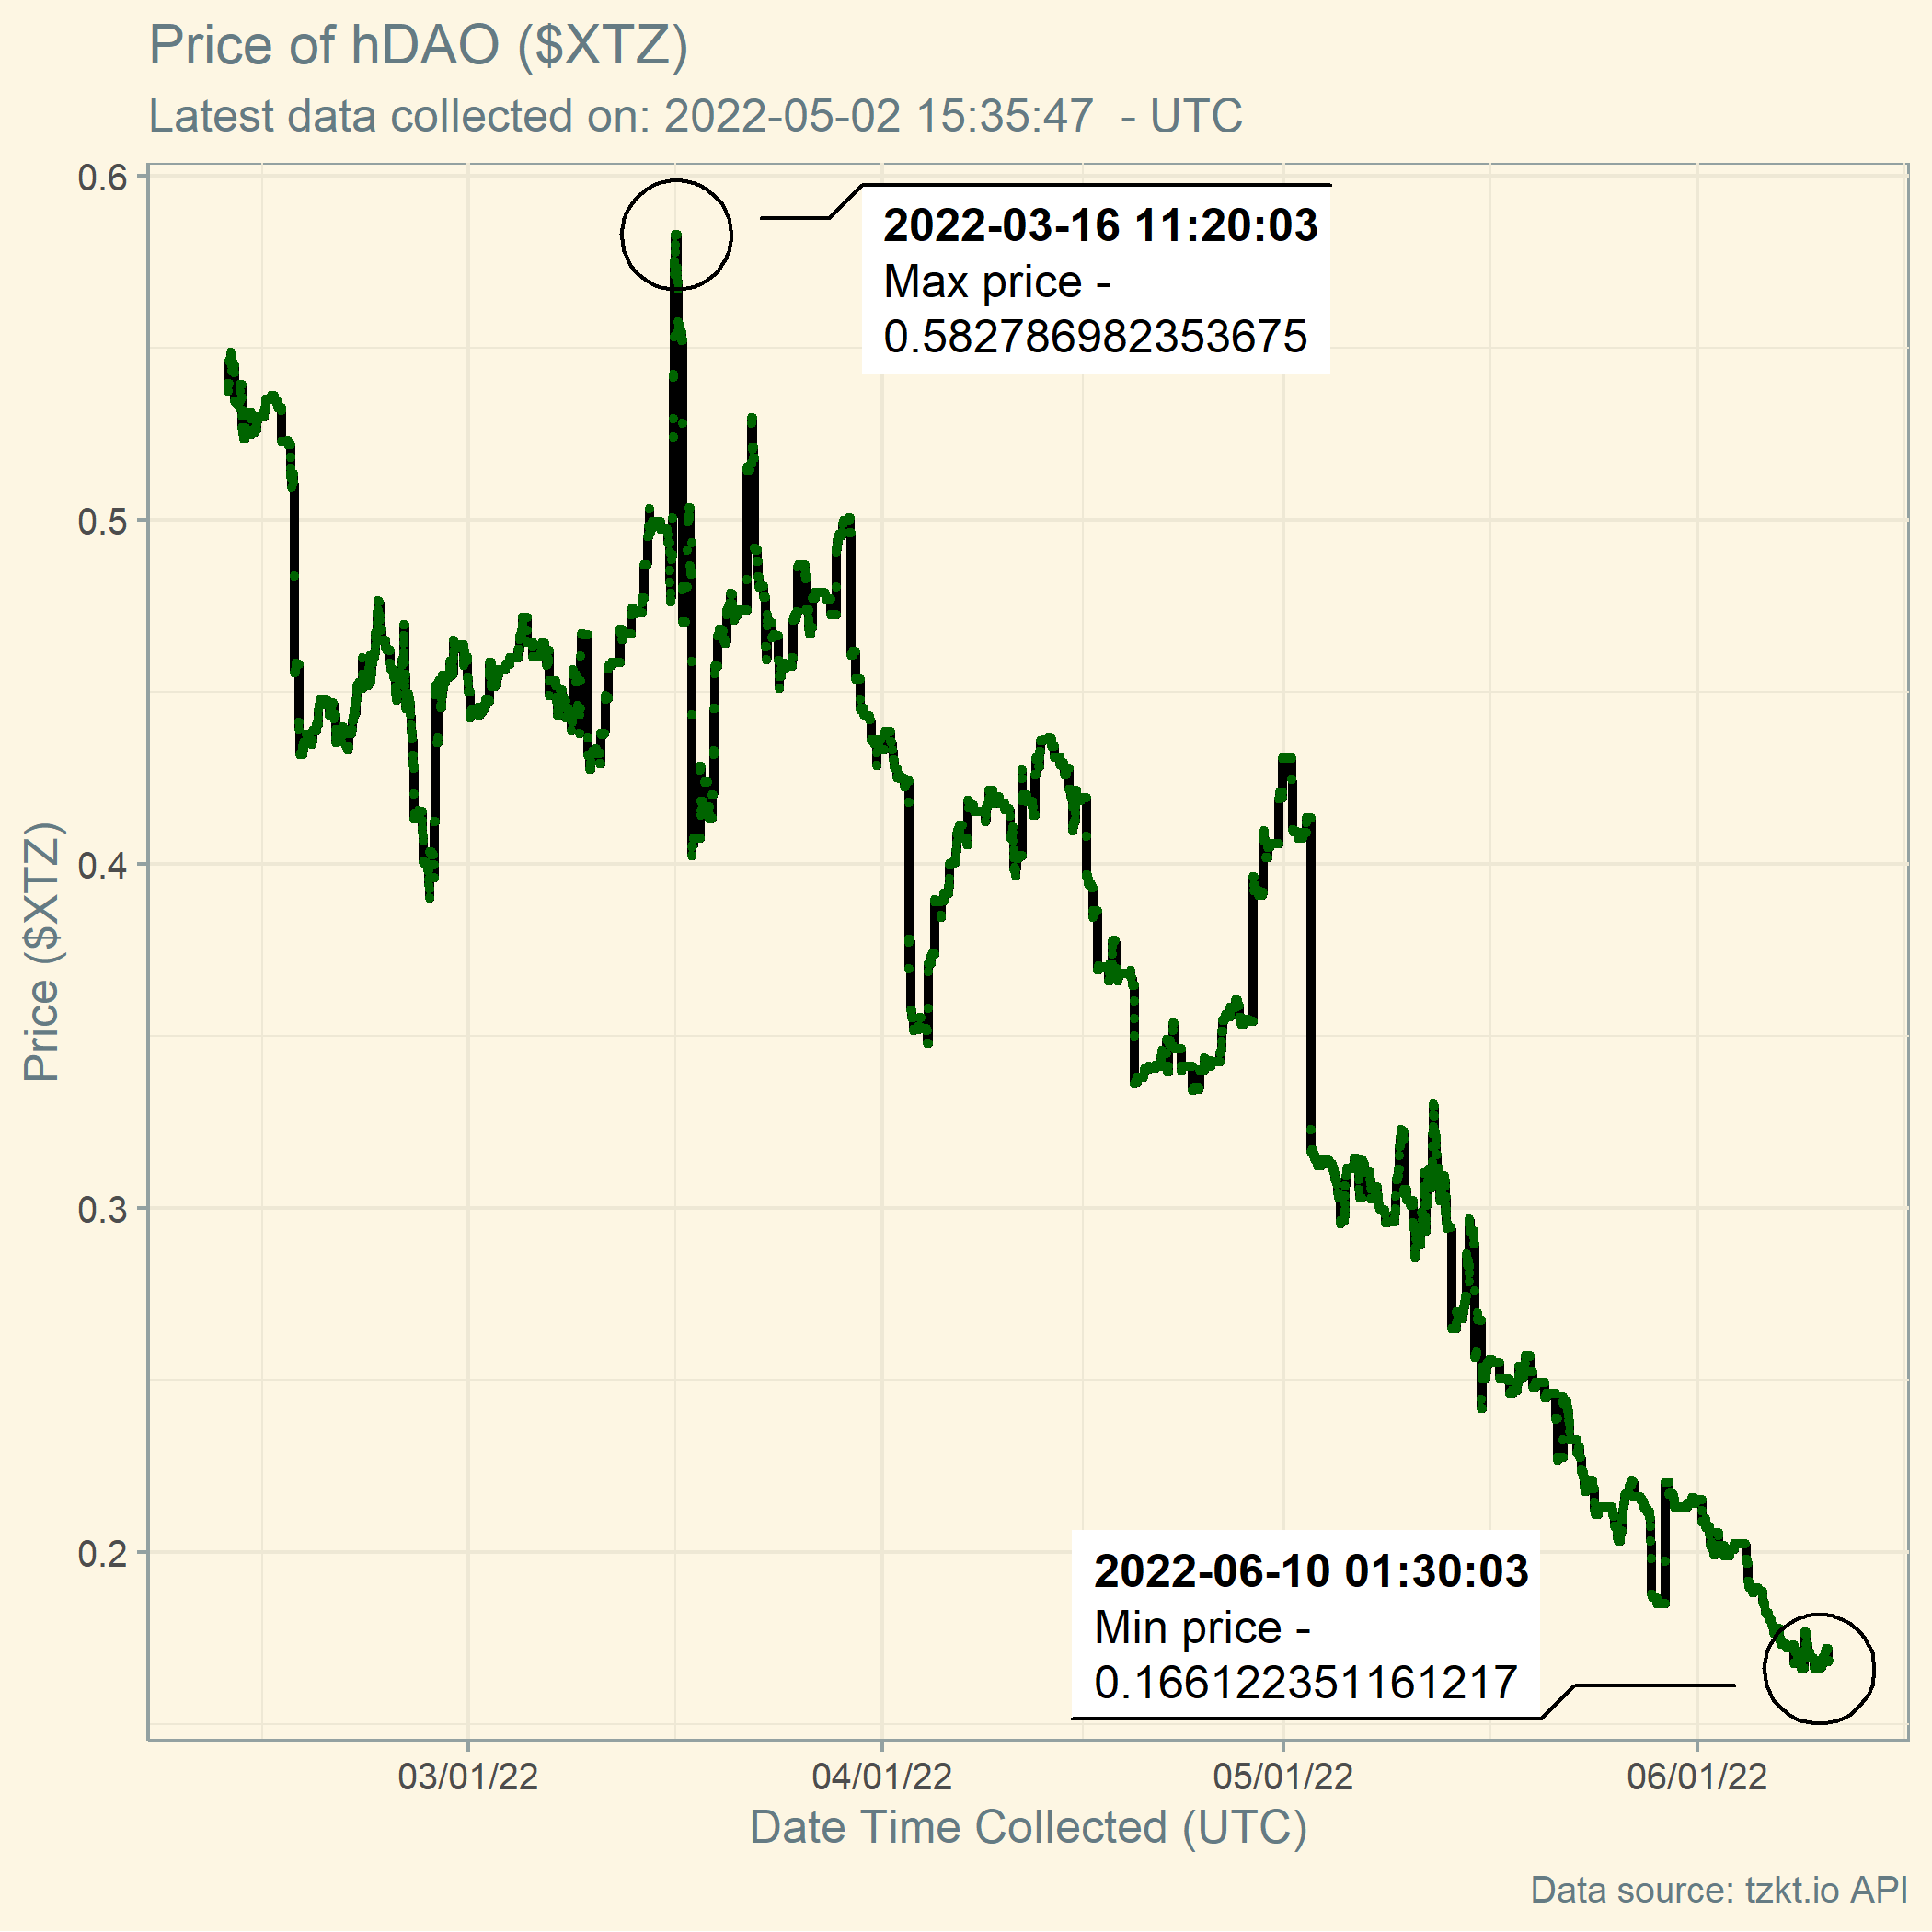 Price of hDAO ($XTZ)
Latest data collected on: 2022-05-02 15:35:47  - UTC
0.6
0.5
0.4
0.3
0.2
Price ($XTZ)
2022-03-16 11:20:03
Max price -
0.582786982353675
2022-06-10 01:30:03
Min price -
0.166122351161217
03/01/22
04/01/22
05/01/22
06/01/22
Date Time Collected (UTC)
Data source: tzkt.io API